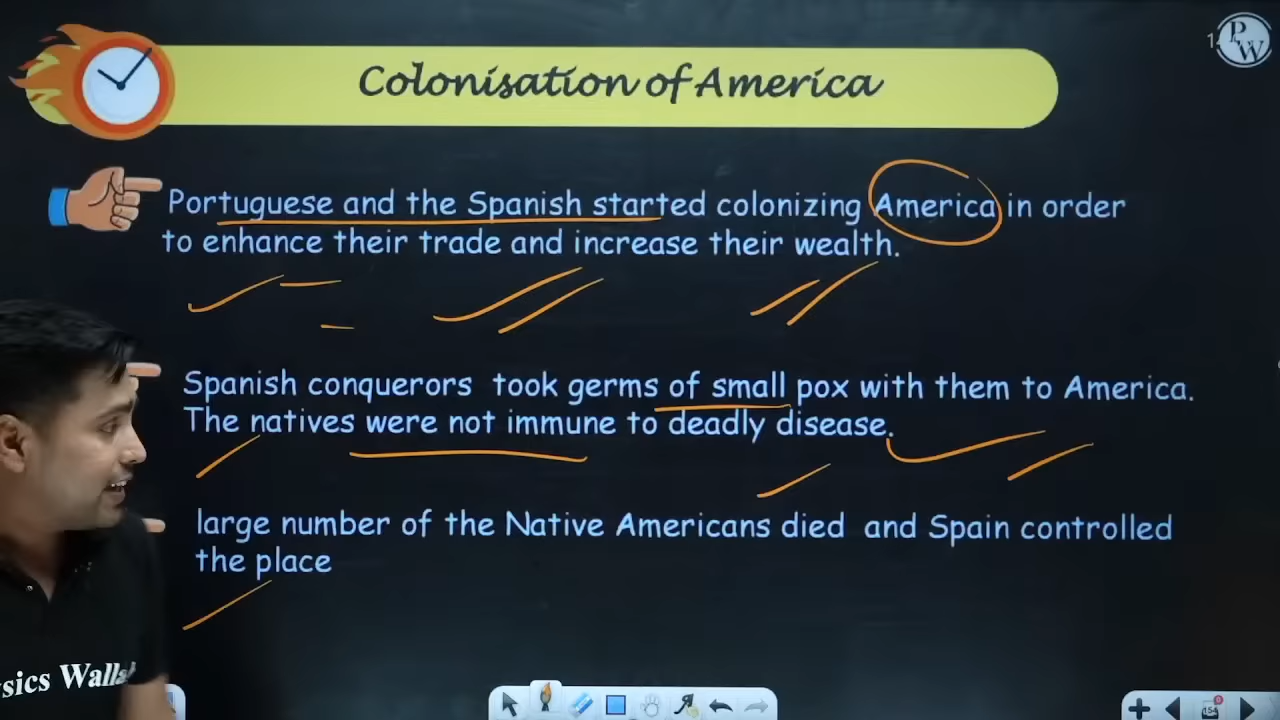 PW
Colonisation of America
Portuguese and the Spanish started colonizing America in order
to enhance their trade and increase their wealth.
Spanish conquerors took germs of small pox with them to America.
The natives were not immune to deadly disease.
large number of the Native Americans died and Spain controlled
the place
154